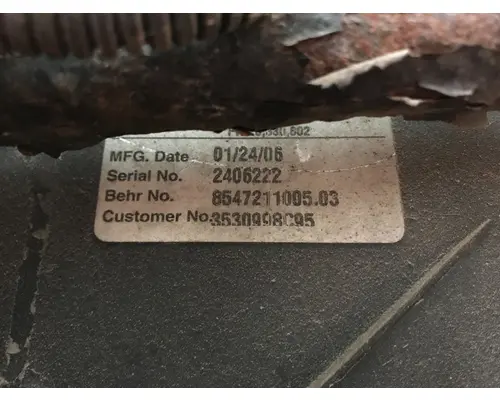 MFG. Date 01/24/06
Serial No. 2406222
Behr No. 8547211005.03
Customer No. 3530998C95